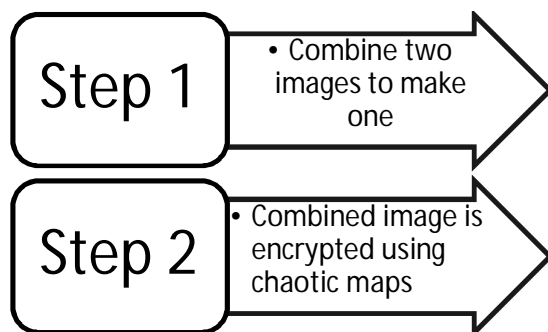 Step 1
• Combine two
images to make
one
Step 2
• Combined image is
encrypted using
chaotic maps